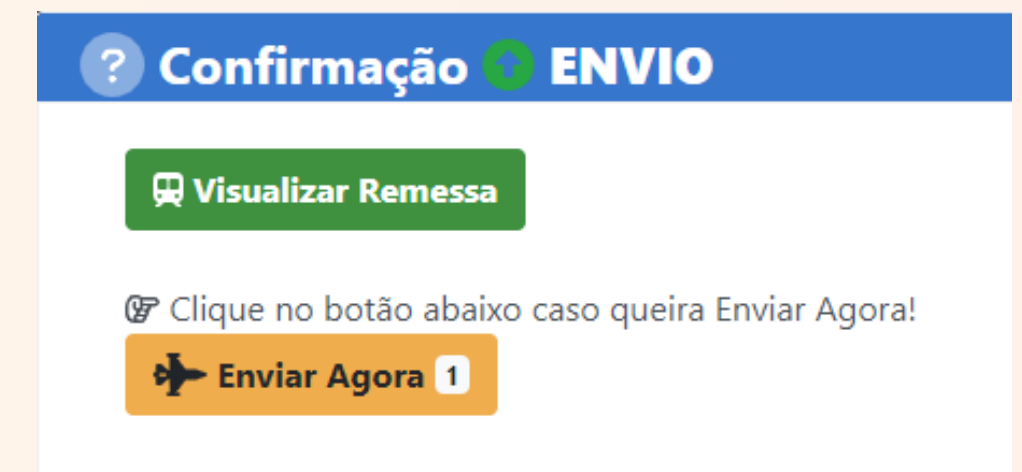 ? Confirmação ENVIO
Visualizar Remessa
Clique no botão abaixo caso queira Enviar Agora!
Enviar Agora 1